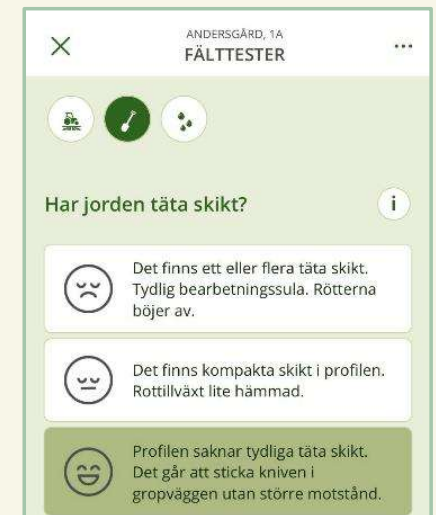 ANDERSGÅRD, 1A
FÄLTTESTER
Har jorden täta skikt?
i
Det finns ett eller flera täta skikt.
Tydlig bearbetningssula. Rötterna
böjer av.
Det finns kompakta skikt i profilen.
Rottillväxt lite hämmad.
Profilen saknar tydliga täta skikt.
Det går att sticka kniven i
gropväggen utan större motstånd.